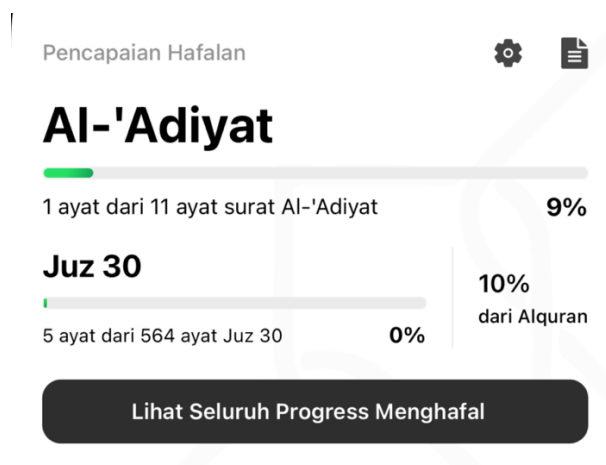 Pencapaian Hafalan
Al-'Adiyat
1 ayat dari 11 ayat surat Al-'Adiyat 9%
Juz 30
5 ayat dari 564 ayat Juz 30 0%
10%
dari Alquran
Lihat Seluruh Progress Menghafal